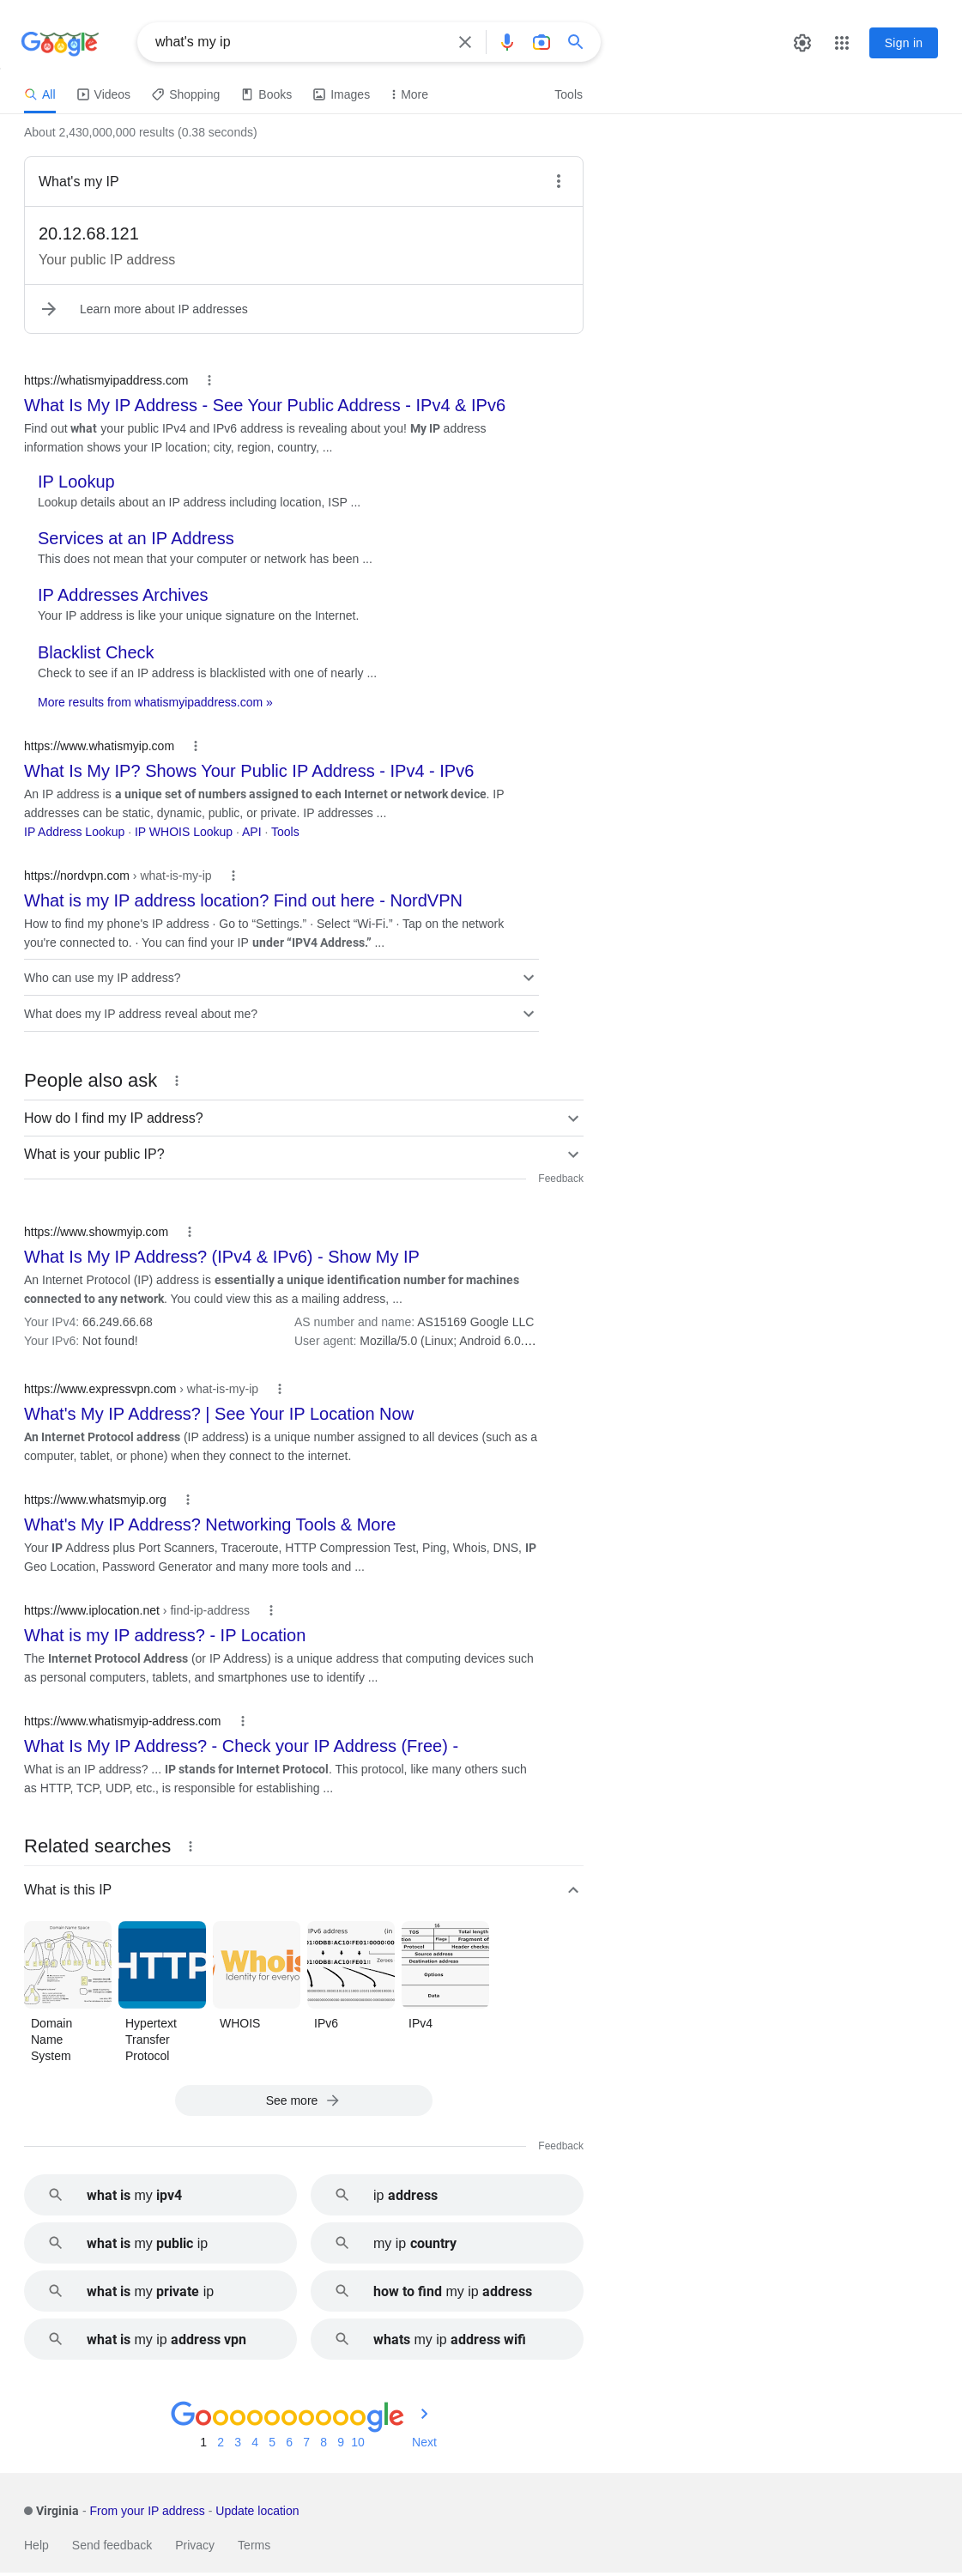 Google
what's my ip
Sign in
All Videos Shopping Books Images More Tools
About 2,430,000,000 results (0.38 seconds)
What's my IP
20.12.68.121
Your public IP address
Learn more about IP addresses
https://whatismyipaddress.com
What Is My IP Address - See Your Public Address - IPv4 & IPv6
Find out what your public IPv4 and IPv6 address is revealing about you! My IP address
information shows your IP location; city, region, country, ...
IP Lookup
Lookup details about an IP address including location, ISP ...
Services at an IP Address
This does not mean that your computer or network has been ...
IP Addresses Archives
Your IP address is like your unique signature on the Internet.
Blacklist Check
Check to see if an IP address is blacklisted with one of nearly ...
More results from whatismyipaddress.com »
https://www.whatismyip.com
What Is My IP? Shows Your Public IP Address - IPv4 - IPv6
An IP address is a unique set of numbers assigned to each Internet or network device. IP
addresses can be static, dynamic, public, or private. IP addresses ...
IP Address Lookup · IP WHOIS Lookup · API · Tools
https://nordvpn.com › what-is-my-ip
What is my IP address location? Find out here - NordVPN
How to find my phone's IP address · Go to “Settings.” · Select “Wi-Fi.” · Tap on the network
you're connected to. · You can find your IP under “IPV4 Address.” ...
Who can use my IP address?
What does my IP address reveal about me?
People also ask
How do I find my IP address?
What is your public IP?
Feedback
https://www.showmyip.com
What Is My IP Address? (IPv4 & IPv6) - Show My IP
An Internet Protocol (IP) address is essentially a unique identification number for machines
connected to any network. You could view this as a mailing address, ...
Your IPv4: 66.249.66.68 AS number and name: AS15169 Google LLC
Your IPv6: Not found! User agent: Mozilla/5.0 (Linux; Android 6.0....
https://www.expressvpn.com › what-is-my-ip
What's My IP Address? | See Your IP Location Now
An Internet Protocol address (IP address) is a unique number assigned to all devices (such as a
computer, tablet, or phone) when they connect to the internet.
https://www.whatsmyip.org
What's My IP Address? Networking Tools & More
Your IP Address plus Port Scanners, Traceroute, HTTP Compression Test, Ping, Whois, DNS, IP
Geo Location, Password Generator and many more tools and ...
https://www.iplocation.net › find-ip-address
What is my IP address? - IP Location
The Internet Protocol Address (or IP Address) is a unique address that computing devices such
as personal computers, tablets, and smartphones use to identify ...
https://www.whatismyip-address.com
What Is My IP Address? - Check your IP Address (Free) -
What is an IP address? ... IP stands for Internet Protocol. This protocol, like many others such
as HTTP, TCP, UDP, etc., is responsible for establishing ...
Related searches
What is this IP
Domain Name Space
HTTP
Whois
Identity for everyo
IPv6 address (in
Zeroes
TOS Total length
Flags Fragment of
Protocol Header checks
Source address
Destination address
Options
Data
Domain
Name
System
Hypertext
Transfer
Protocol
WHOIS
IPv6
IPv4
See more
Feedback
what is my ipv4
ip address
what is my public ip
my ip country
what is my private ip
how to find my ip address
what is my ip address vpn
whats my ip address wifi
Goooooooooogle
1 2 3 4 5 6 7 8 9 10 Next
Virginia - From your IP address - Update location
Help Send feedback Privacy Terms